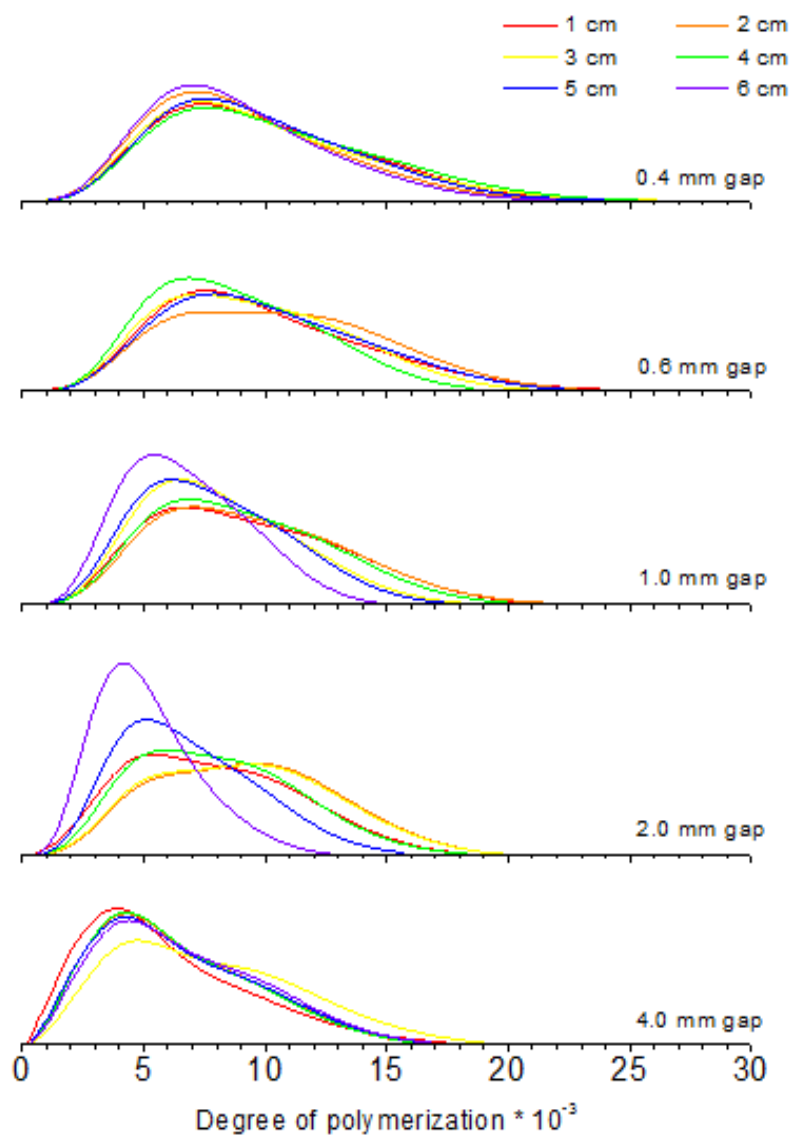 1 cm 2 cm
3 cm 4 cm
5 cm 6 cm
0.4 mm gap
0.6 mm gap
1.0 mm gap
2.0 mm gap
4.0 mm gap
0 5 10 15 20 25 30
Degree of polymerization * 10⁻³